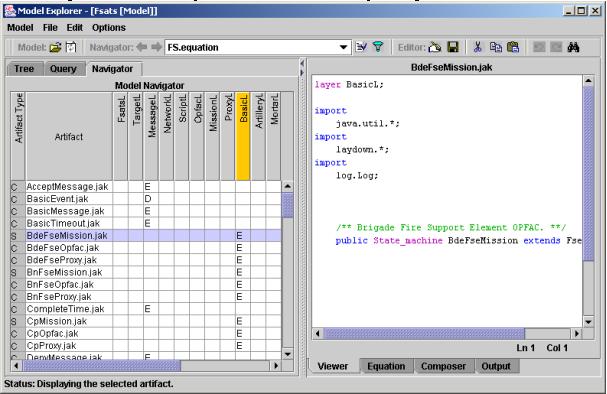 Model Explorer - [Fsats [Model]]
Model File Edit Options
Model: Navigator: FS.equation Editor:
Tree Query Navigator
Model Navigator
Artifact Type Artifact FsatsL TargetL MessageL NetworkL ScriptL OpfacL MissionL ProxyL BasicL ArtilleryL MortarL
C AcceptMessage.jak E
C BasicEvent.jak D
C BasicMessage.jak E
C BasicTimeout.jak E
S BdeFseMission.jak E
C BdeFseOpfac.jak E
C BdeFseProxy.jak E
S BnFseMission.jak E
C BnFseOpfac.jak E
C BnFseProxy.jak E
C CompleteTime.jak E
S CpMission.jak E
C CpOpfac.jak E
C CpProxy.jak E
C DenyMessage.jak E
BdeFseMission.jak
layer BasicL;
import
java.util.*;
import
laydown.*;
import
log.Log;
/** Brigade Fire Support Element OPFAC. **/
public State_machine BdeFseMission extends Fse
Ln 1 Col 1
Viewer Equation Composer Output
Status: Displaying the selected artifact.